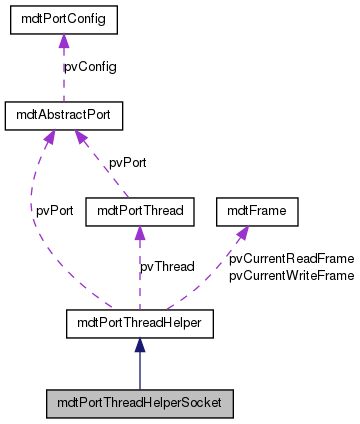 mdtPortConfig
pvConfig
mdtAbstractPort
pvPort
mdtPortThread
mdtFrame
pvPort
pvThread
pvCurrentReadFrame
pvCurrentWriteFrame
mdtPortThreadHelper
mdtPortThreadHelperSocket